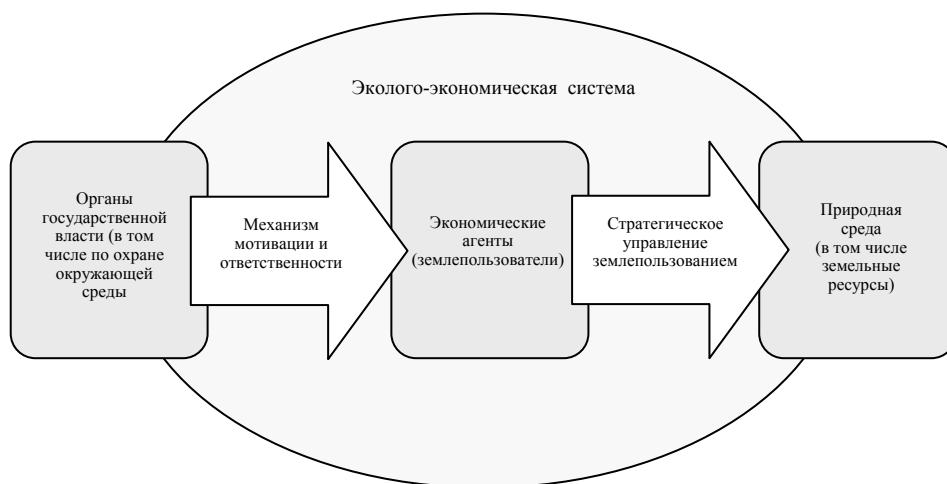 Эколого-экономическая система
Органы
государственной
власти (в том
числе по охране
окружающей
среды
Механизм
мотивации и
ответственности
Экономические
агенты
(землепользователи)
Стратегическое
управление
землепользованием
Природная
среда
(в том числе
земельные
ресурсы)